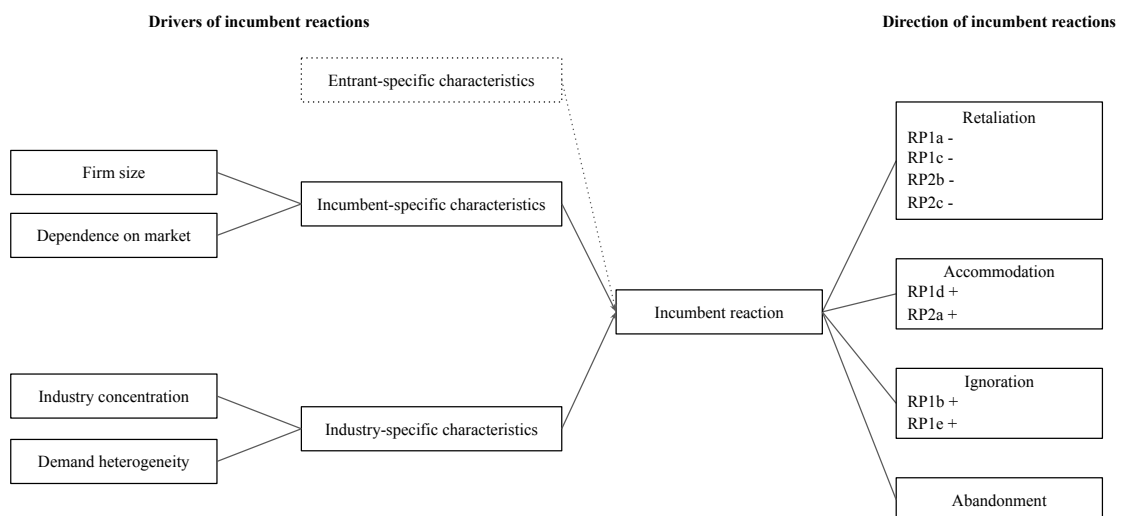 Drivers of incumbent reactions
Direction of incumbent reactions
Entrant-specific characteristics
Firm size
Dependence on market
Incumbent-specific characteristics
Industry concentration
Demand heterogeneity
Industry-specific characteristics
Incumbent reaction
Retaliation
RP1a -
RP1c -
RP2b -
RP2c -
Accommodation
RP1d +
RP2a +
Ignoration
RP1b +
RP1e +
Abandonment